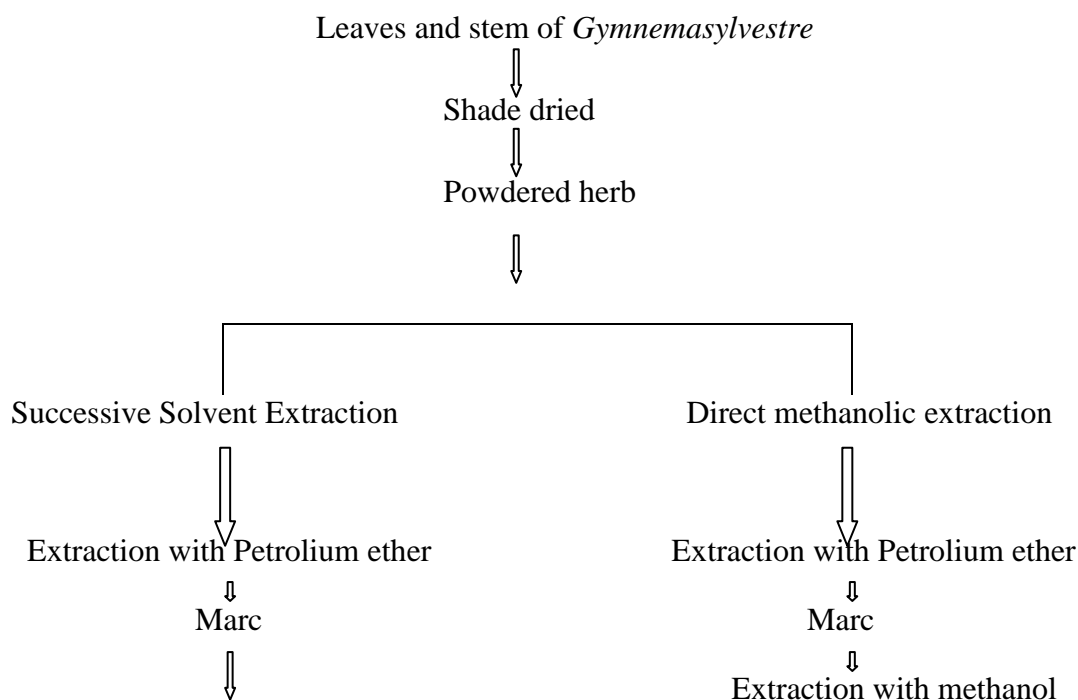 Leaves and stem of Gymnemasylvestre
Shade dried
Powdered herb
Successive Solvent Extraction
Direct methanolic extraction
Extraction with Petrolium ether
Extraction with Petrolium ether
Marc
Marc
Extraction with methanol